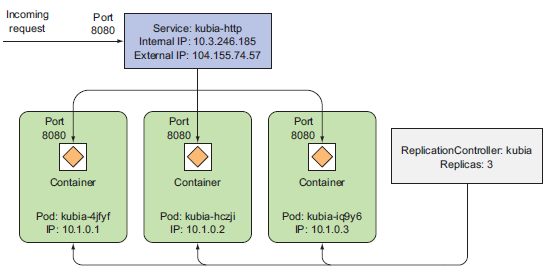 Incoming
request
Port
8080
Service: kubia-http
Internal IP: 10.3.246.185
External IP: 104.155.74.57
Port
8080
Container
Pod: kubia-4jfyf
IP: 10.1.0.1
Port
8080
Container
Pod: kubia-hczji
IP: 10.1.0.2
Port
8080
Container
Pod: kubia-iq9y6
IP: 10.1.0.3
ReplicationController: kubia
Replicas: 3